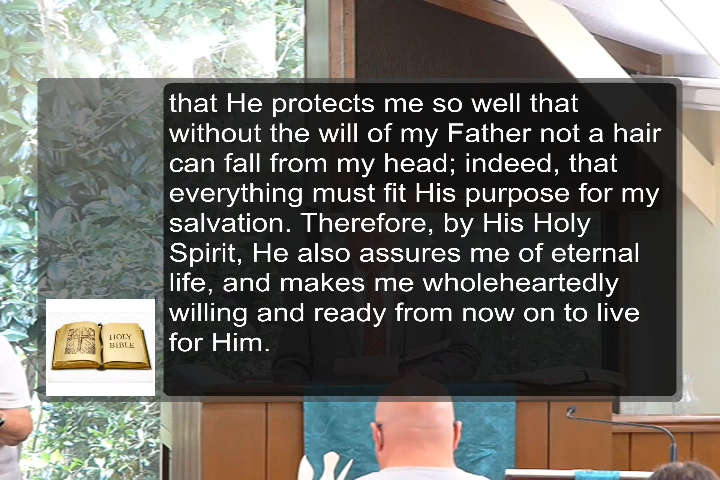 that He protects me so well that
without the will of my Father not a hair
can fall from my head; indeed, that
everything must fit His purpose for my
salvation. Therefore, by His Holy
Spirit, He also assures me of eternal
life, and makes me wholeheartedly
willing and ready from now on to live
for Him.
HOLY
BIBLE